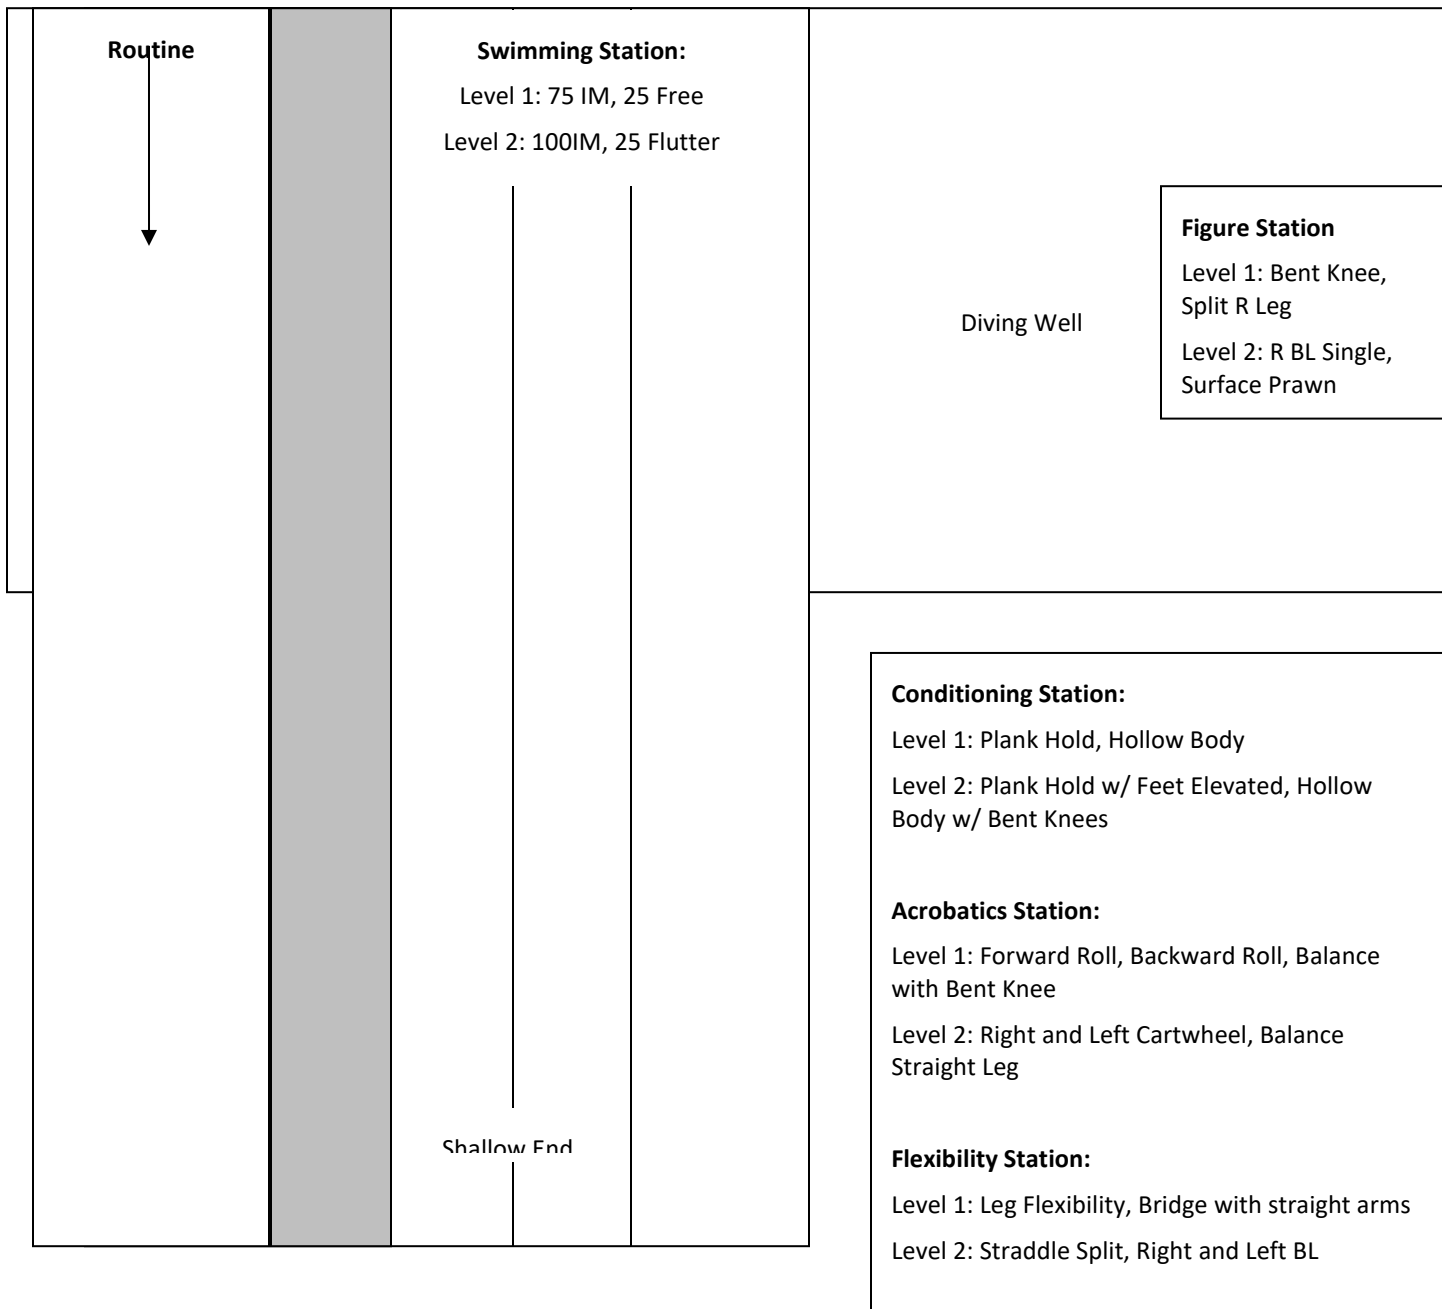 Routine
Swimming Station:
Level 1: 75 IM, 25 Free
Level 2: 100IM, 25 Flutter
Diving Well
Figure Station
Level 1: Bent Knee,
Split R Leg
Level 2: R BL Single,
Surface Prawn
Conditioning Station:
Level 1: Plank Hold, Hollow Body
Level 2: Plank Hold w/ Feet Elevated, Hollow
Body w/ Bent Knees
Acrobatics Station:
Level 1: Forward Roll, Backward Roll, Balance
with Bent Knee
Level 2: Right and Left Cartwheel, Balance
Straight Leg
Shallow End
Flexibility Station:
Level 1: Leg Flexibility, Bridge with straight arms
Level 2: Straddle Split, Right and Left BL